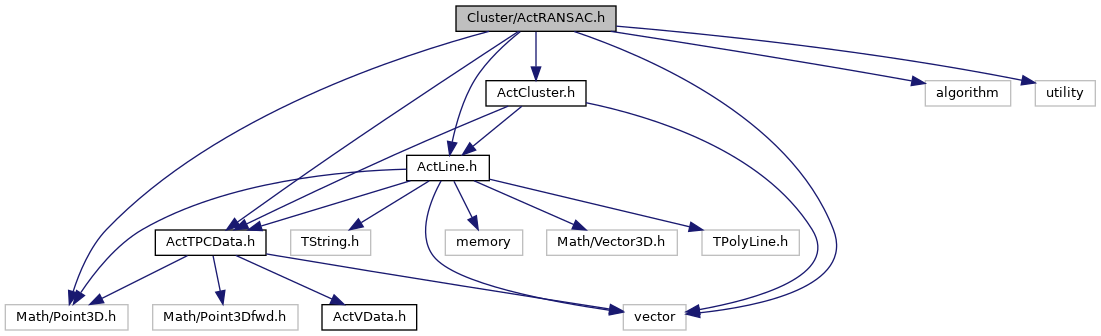 Cluster/ActRANSAC.h
ActCluster.h
algorithm
utility
ActLine.h
ActTPCData.h
TString.h
memory
Math/Vector3D.h
TPolyLine.h
Math/Point3D.h
Math/Point3Dfwd.h
ActVData.h
vector